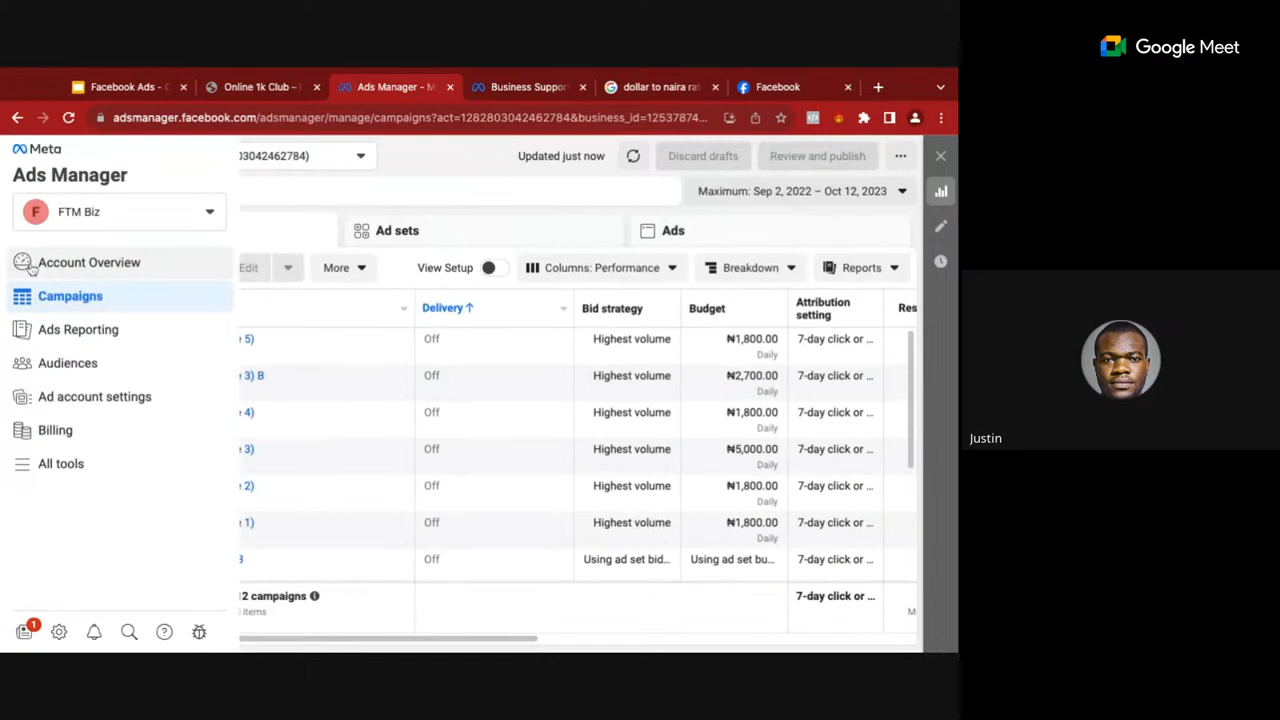 Google Meet
Facebook Ads - C
Online 1k Club –
Ads Manager - M
Business Suppor
dollar to naira rat
Facebook
adsmanager.facebook.com/adsmanager/manage/campaigns?act=1282803042462784&business_id=12537874...
Meta
Ads Manager
F FTM Biz
Account Overview
Campaigns
Ads Reporting
Audiences
Ad account settings
Billing
All tools
1
03042462784)
Updated just now
Discard drafts
Review and publish
Maximum: Sep 2, 2022 – Oct 12, 2023
Ad sets
Ads
Edit
More
View Setup
Columns: Performance
Breakdown
Reports
Delivery ↑
Bid strategy
Budget
Attribution setting
Res
5) Off Highest volume ₦1,800.00 7-day click or ...
Daily
3) B Off Highest volume ₦2,700.00 7-day click or ...
Daily
4) Off Highest volume ₦1,800.00 7-day click or ...
Daily
3) Off Highest volume ₦5,000.00 7-day click or ...
Daily
2) Off Highest volume ₦1,800.00 7-day click or ...
Daily
1) Off Highest volume ₦1,800.00 7-day click or ...
Daily
Off Using ad set bid... Using ad set bu... 7-day click or ...
2 campaigns 7-day click or ...
items M
Justin